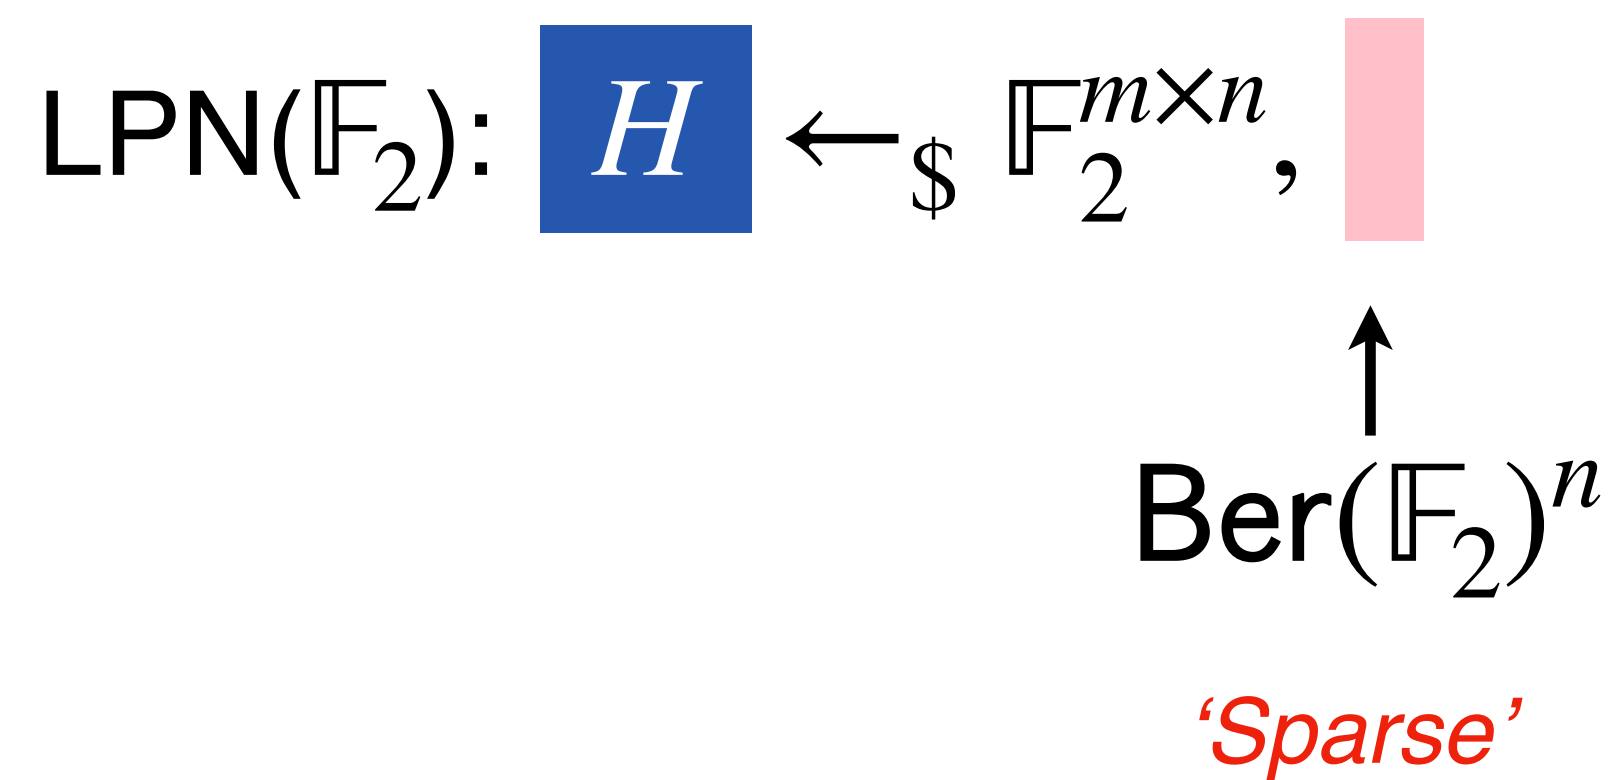 LPN(𝔽₂): H ←$ 𝔽₂^{m×n},
Ber(𝔽₂)ⁿ
‘Sparse’